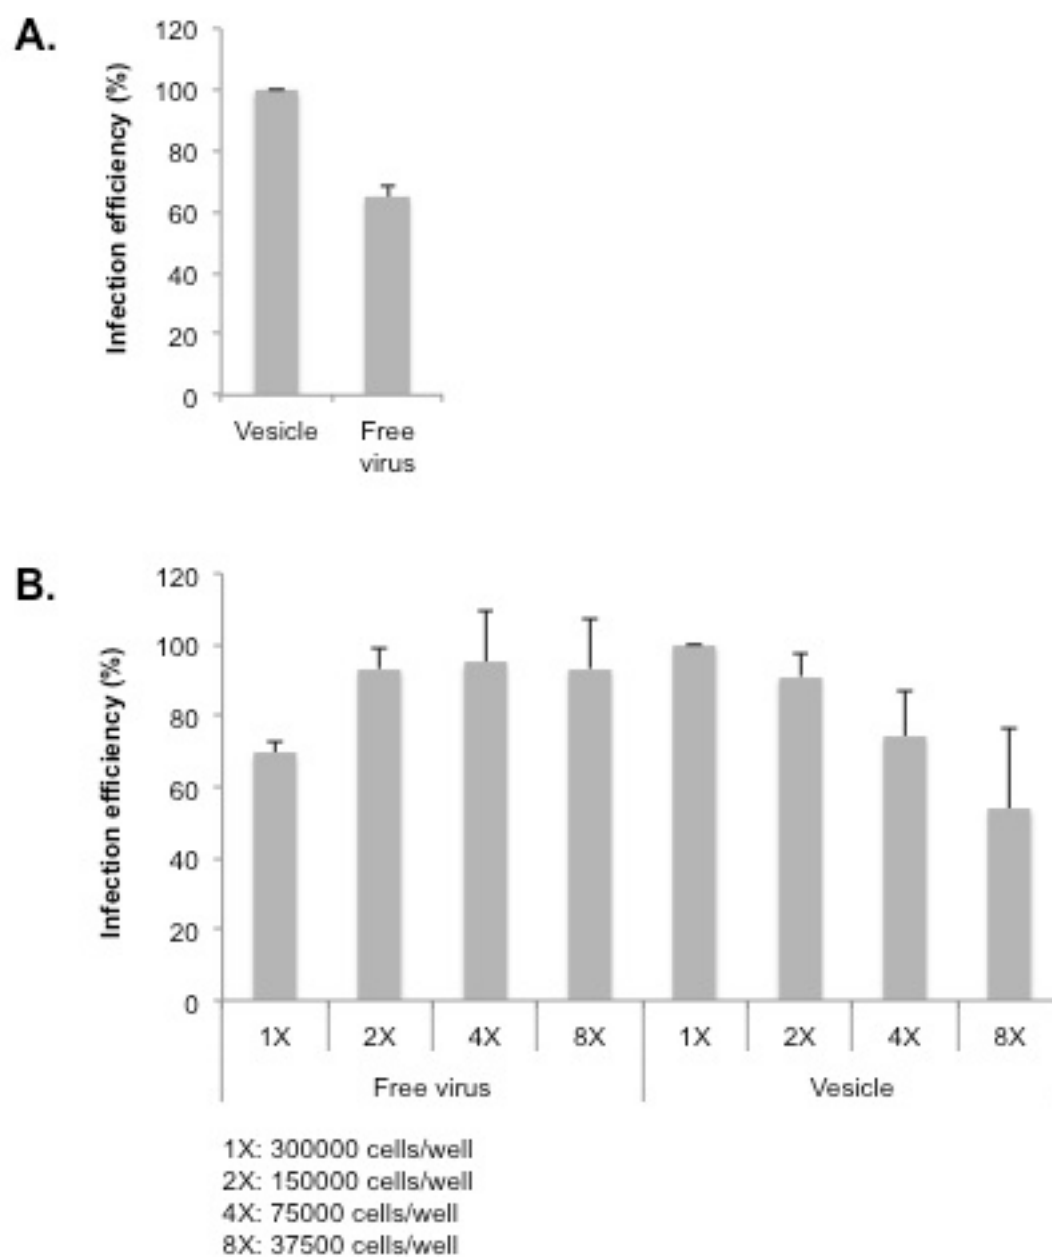 A.
Infection efficiency (%)
120
100
80
60
40
20
0
Vesicle
Free
virus
B.
Infection efficiency (%)
120
100
80
60
40
20
0
1X 2X 4X 8X 1X 2X 4X 8X
Free virus Vesicle
1X: 300000 cells/well
2X: 150000 cells/well
4X: 75000 cells/well
8X: 37500 cells/well